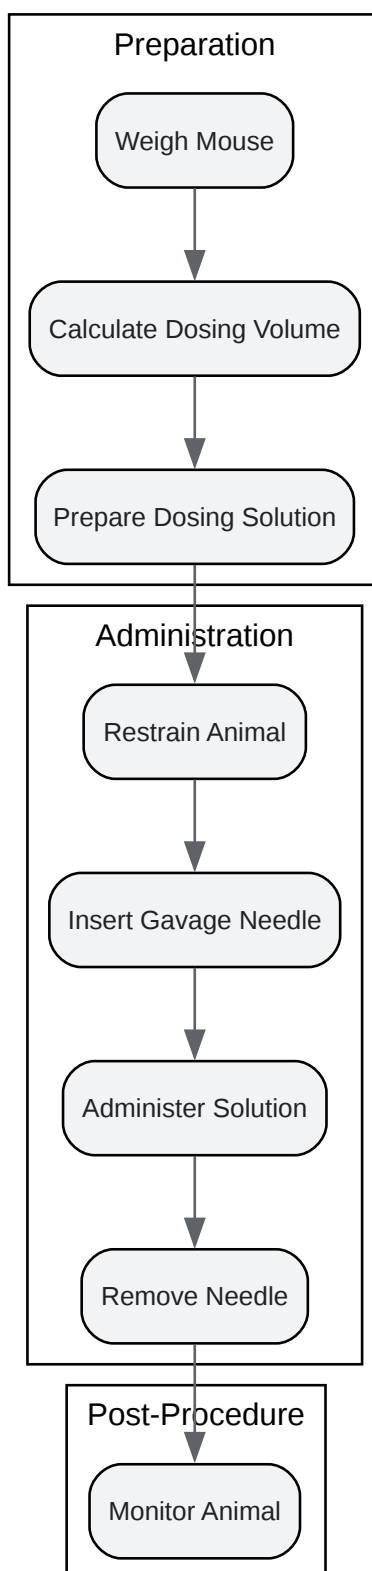 Preparation
Weigh Mouse
Calculate Dosing Volume
Prepare Dosing Solution
Administration
Restrain Animal
Insert Gavage Needle
Administer Solution
Remove Needle
Post-Procedure
Monitor Animal